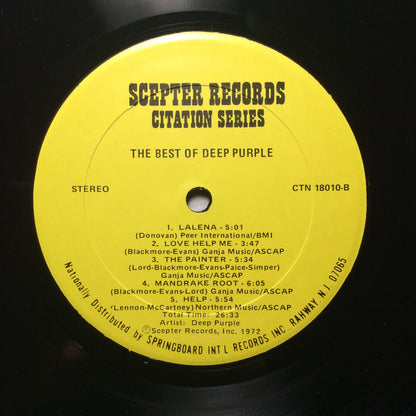 SCEPTER RECORDS
CITATION SERIES
THE BEST OF DEEP PURPLE
STEREO
CTN 18010-B
1. LALENA - 5:01
(Donovan) Peer International/BMI
2. LOVE HELP ME - 3:47
(Blackmore-Evans) Ganja Music/ASCAP
3. THE PAINTER - 5:34
(Lord-Blackmore-Evans-Paice-Simper)
Ganja Music/ASCAP
4. MANDRAKE ROOT - 6:05
(Blackmore-Evans-Lord) Ganja Music/ASCAP
5. HELP - 5:54
(Lennon-McCartney) Northern Music/ASCAP
Total Time: 26:33
Artist: Deep Purple
©Scepter Records, Inc. 1972
Nationally Distributed by SPRINGBOARD INT'L RECORDS INC. RAHWAY, N.J. 07065